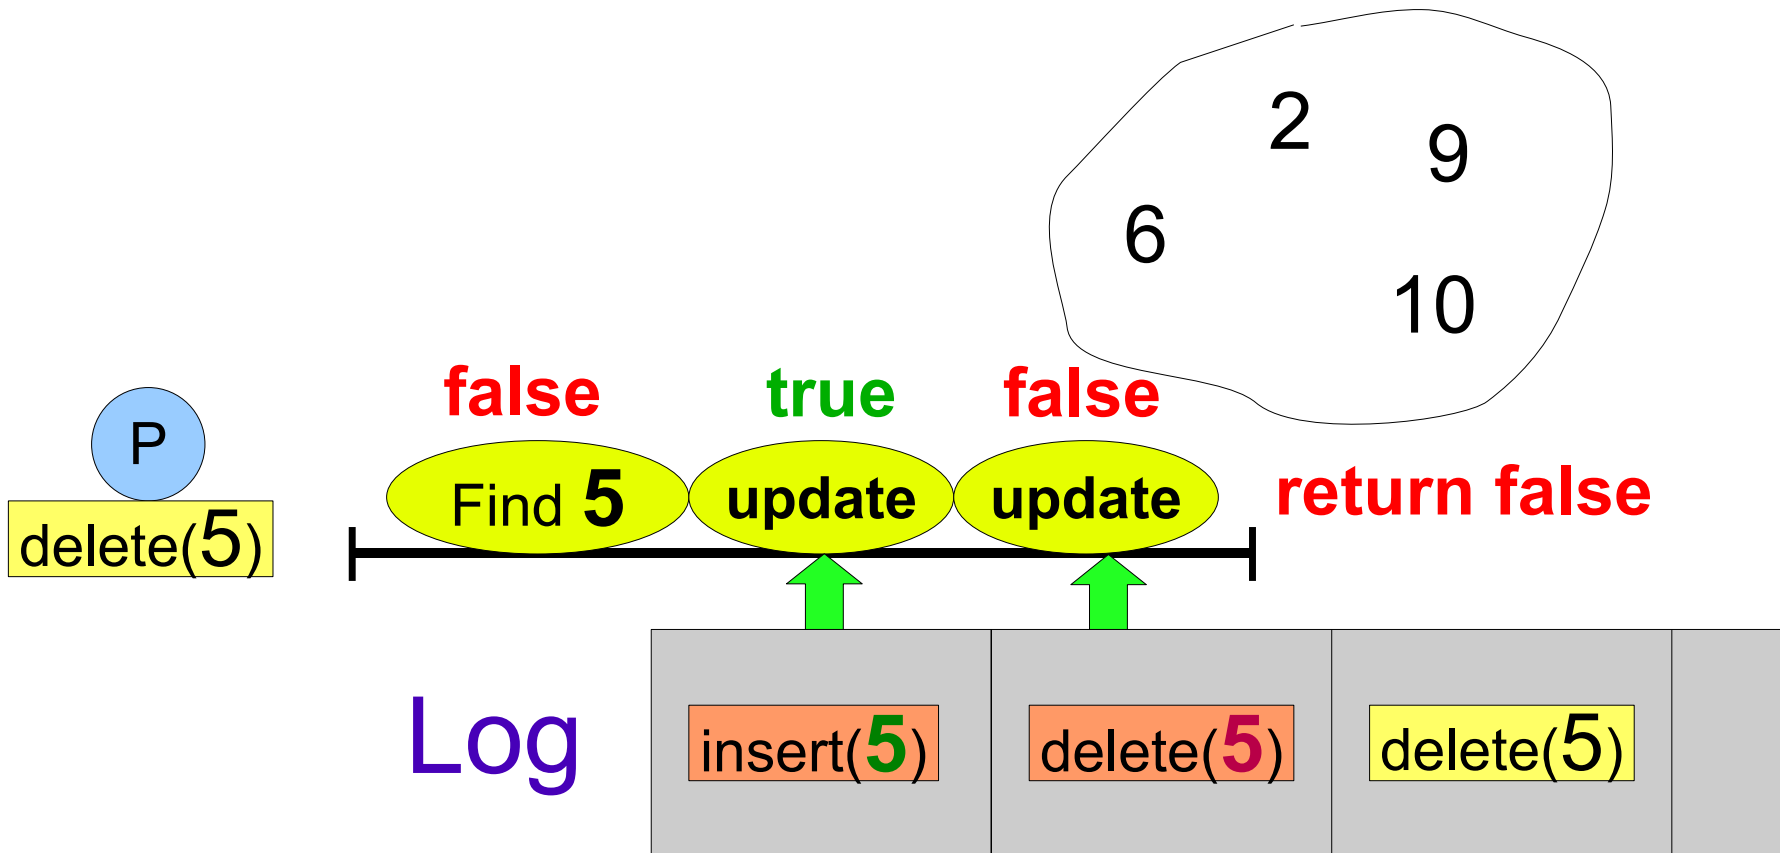 2
9
6
10
false true false
P
Find 5 update update return false
delete(5)
Log insert(5) delete(5) delete(5)